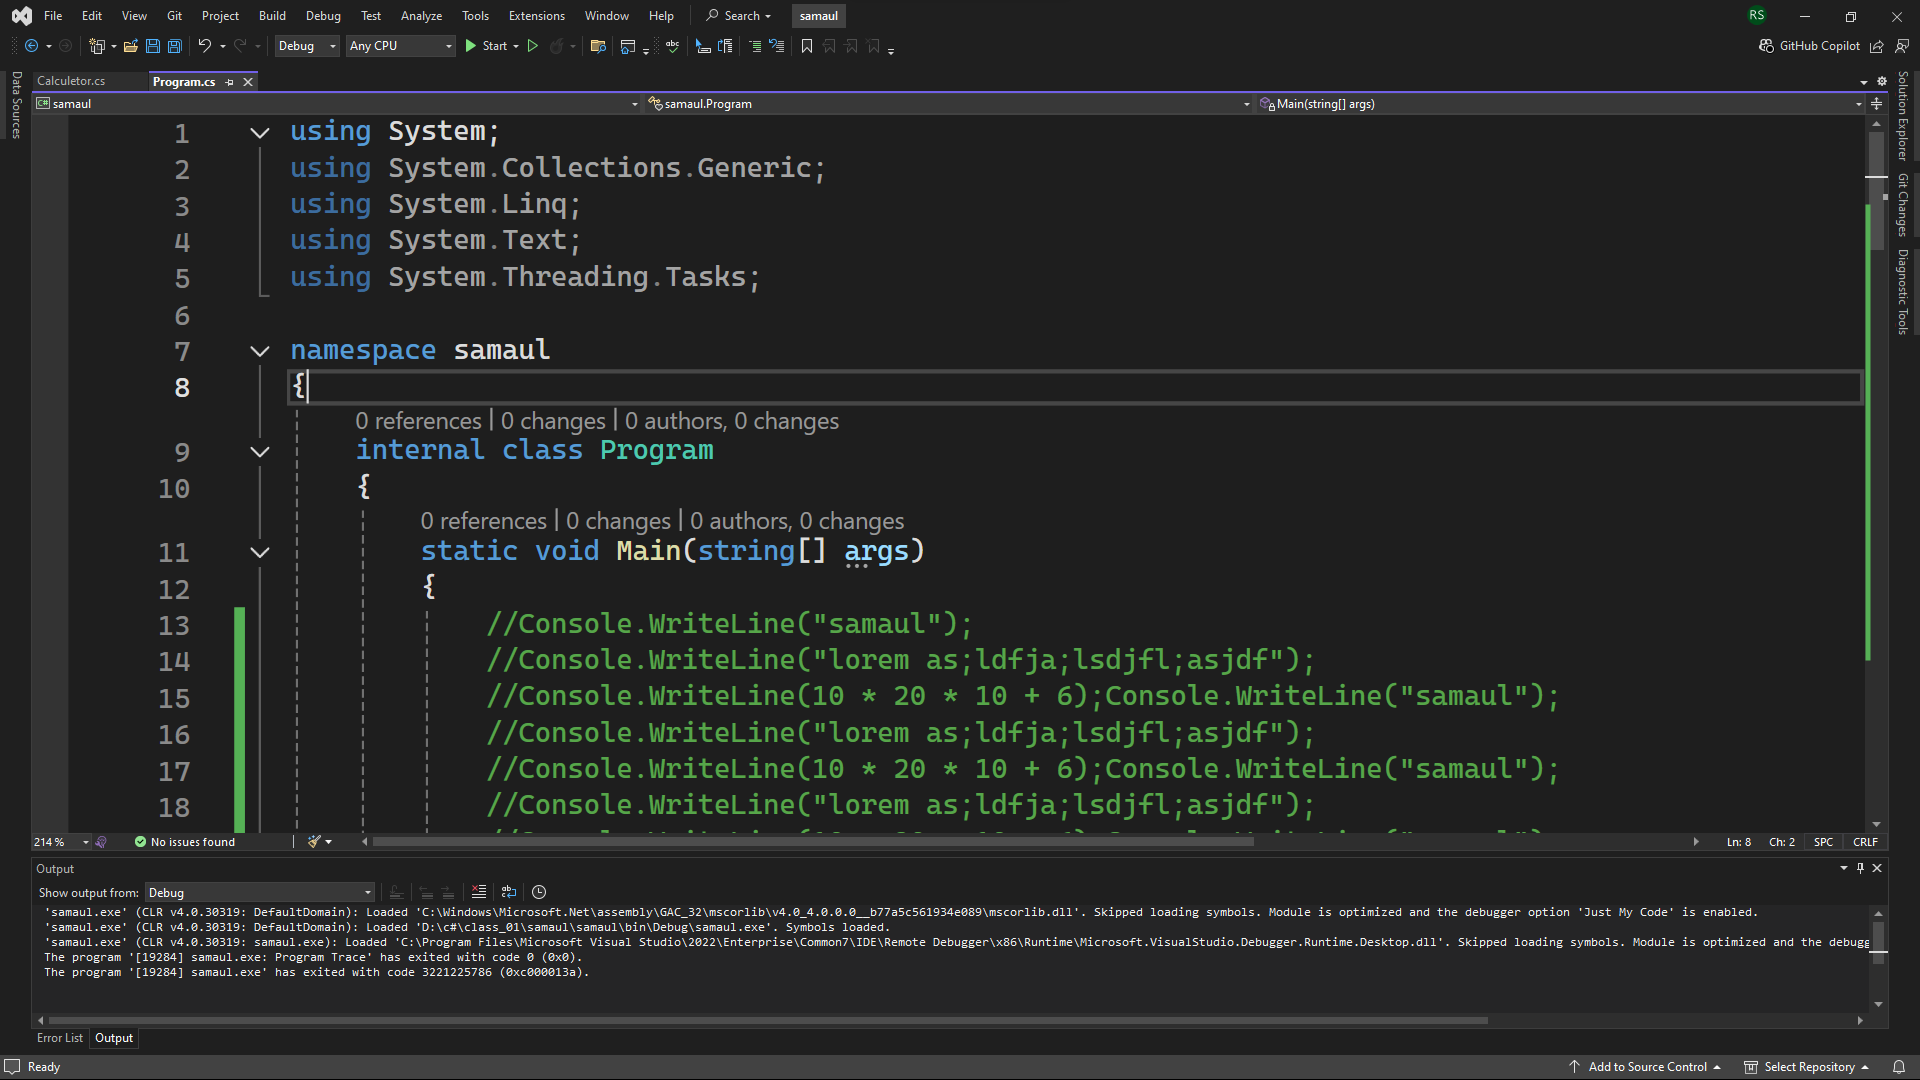 File Edit View Git Project Build Debug Test Analyze Tools Extensions Window Help Search samaul RS
Debug Any CPU Start GitHub Copilot
Calculetor.cs Program.cs
samaul samaul.Program Main(string[] args)
Data Sources
Solution Explorer
Git Changes
Diagnostic Tools
1 using System;
2 using System.Collections.Generic;
3 using System.Linq;
4 using System.Text;
5 using System.Threading.Tasks;
6
7 namespace samaul
8 {
0 references | 0 changes | 0 authors, 0 changes
9 internal class Program
10 {
0 references | 0 changes | 0 authors, 0 changes
11 static void Main(string[] args)
12 {
13 //Console.WriteLine("samaul");
14 //Console.WriteLine("lorem as;ldfja;lsdjfl;asjdf");
15 //Console.WriteLine(10 * 20 * 10 + 6);Console.WriteLine("samaul");
16 //Console.WriteLine("lorem as;ldfja;lsdjfl;asjdf");
17 //Console.WriteLine(10 * 20 * 10 + 6);Console.WriteLine("samaul");
18 //Console.WriteLine("lorem as;ldfja;lsdjfl;asjdf");
214 % No issues found Ln: 8 Ch: 2 SPC CRLF
Output
Show output from: Debug
'samaul.exe' (CLR v4.0.30319: DefaultDomain): Loaded 'C:\Windows\Microsoft.Net\assembly\GAC_32\mscorlib\v4.0_4.0.0.0__b77a5c561934e089\mscorlib.dll'. Skipped loading symbols. Module is optimized and the debugger option 'Just My Code' is enabled.
'samaul.exe' (CLR v4.0.30319: DefaultDomain): Loaded 'D:\c#\class_01\samaul\samaul\bin\Debug\samaul.exe'. Symbols loaded.
'samaul.exe' (CLR v4.0.30319: samaul.exe): Loaded 'C:\Program Files\Microsoft Visual Studio\2022\Enterprise\Common7\IDE\Remote Debugger\x86\Runtime\Microsoft.VisualStudio.Debugger.Runtime.Desktop.dll'. Skipped loading symbols. Module is optimized and the debugg
The program '[19284] samaul.exe: Program Trace' has exited with code 0 (0x0).
The program '[19284] samaul.exe' has exited with code 3221225786 (0xc000013a).
Error List Output
Ready Add to Source Control Select Repository